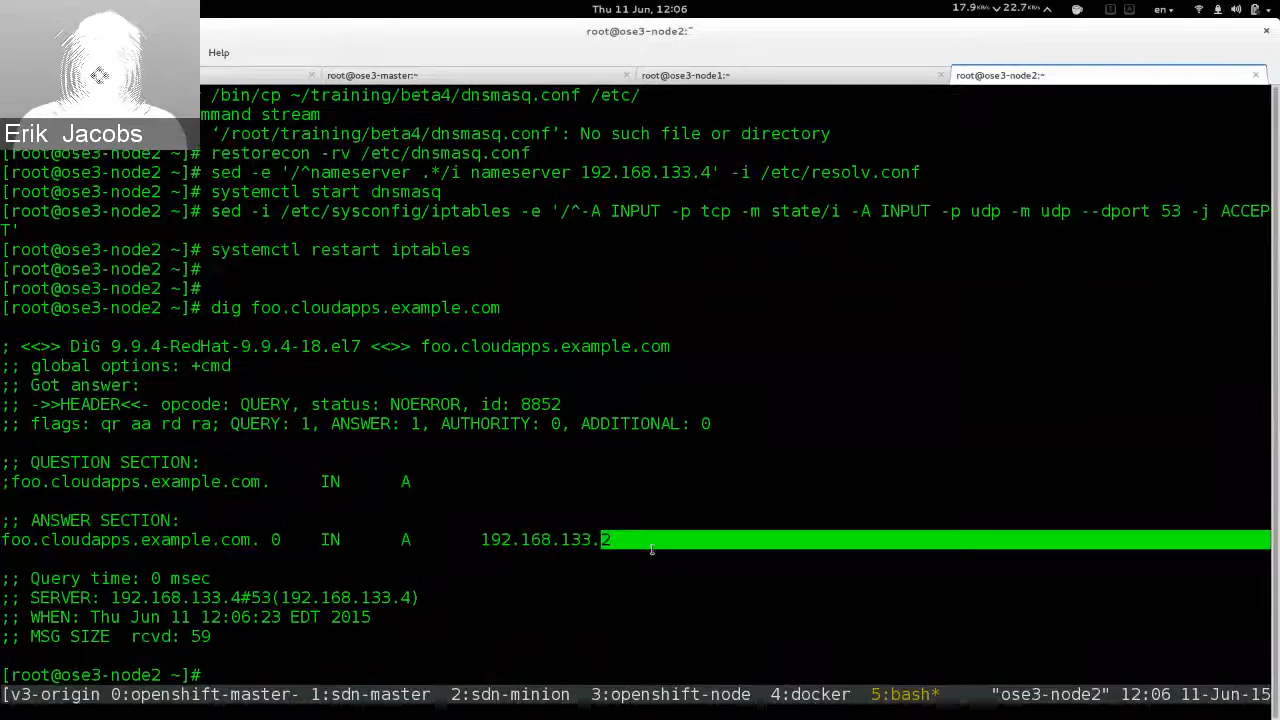 Thu 11 Jun, 12:06
17.9KB/s 22.7KB/s en
root@ose3-node2:~
Help
root@ose3-master:~ root@ose3-node1:~ root@ose3-node2:~
/bin/cp ~/training/beta4/dnsmasq.conf /etc/
mmand stream
‘/root/training/beta4/dnsmasq.conf’: No such file or directory
Erik Jacobs
[root@ose3-node2 ~]# restorecon -rv /etc/dnsmasq.conf
[root@ose3-node2 ~]# sed -e '/^nameserver .*/i nameserver 192.168.133.4' -i /etc/resolv.conf
[root@ose3-node2 ~]# systemctl start dnsmasq
[root@ose3-node2 ~]# sed -i /etc/sysconfig/iptables -e '/^-A INPUT -p tcp -m state/i -A INPUT -p udp -m udp --dport 53 -j ACCEP
T'
[root@ose3-node2 ~]# systemctl restart iptables
[root@ose3-node2 ~]#
[root@ose3-node2 ~]#
[root@ose3-node2 ~]# dig foo.cloudapps.example.com
; <<>> DiG 9.9.4-RedHat-9.9.4-18.el7 <<>> foo.cloudapps.example.com
;; global options: +cmd
;; Got answer:
;; ->>HEADER<<- opcode: QUERY, status: NOERROR, id: 8852
;; flags: qr aa rd ra; QUERY: 1, ANSWER: 1, AUTHORITY: 0, ADDITIONAL: 0
;; QUESTION SECTION:
;foo.cloudapps.example.com. IN A
;; ANSWER SECTION:
foo.cloudapps.example.com. 0 IN A 192.168.133.2
;; Query time: 0 msec
;; SERVER: 192.168.133.4#53(192.168.133.4)
;; WHEN: Thu Jun 11 12:06:23 EDT 2015
;; MSG SIZE rcvd: 59
[root@ose3-node2 ~]#
[v3-origin 0:openshift-master- 1:sdn-master 2:sdn-minion 3:openshift-node 4:docker 5:bash* "ose3-node2" 12:06 11-Jun-15